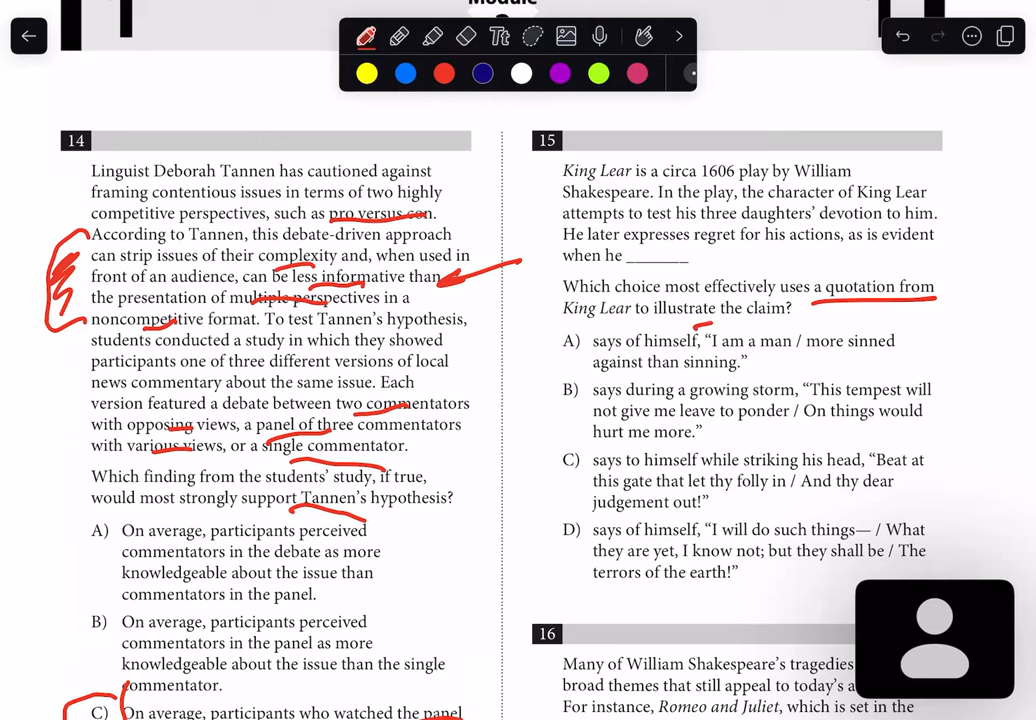 Module
Tt
14
Linguist Deborah Tannen has cautioned against
framing contentious issues in terms of two highly
competitive perspectives, such as pro versus con.
According to Tannen, this debate-driven approach
can strip issues of their complexity and, when used in
front of an audience, can be less informative than
the presentation of multiple perspectives in a
noncompetitive format. To test Tannen's hypothesis,
students conducted a study in which they showed
participants one of three different versions of local
news commentary about the same issue. Each
version featured a debate between two commentators
with opposing views, a panel of three commentators
with various views, or a single commentator.
Which finding from the students' study, if true,
would most strongly support Tannen's hypothesis?
A) On average, participants perceived
commentators in the debate as more
knowledgeable about the issue than
commentators in the panel.
B) On average, participants perceived
commentators in the panel as more
knowledgeable about the issue than the single
commentator.
C) On average, participants who watched the panel
15
King Lear is a circa 1606 play by William
Shakespeare. In the play, the character of King Lear
attempts to test his three daughters' devotion to him.
He later expresses regret for his actions, as is evident
when he ______
Which choice most effectively uses a quotation from
King Lear to illustrate the claim?
A) says of himself, “I am a man / more sinned
against than sinning.”
B) says during a growing storm, “This tempest will
not give me leave to ponder / On things would
hurt me more.”
C) says to himself while striking his head, “Beat at
this gate that let thy folly in / And thy dear
judgement out!”
D) says of himself, “I will do such things— / What
they are yet, I know not; but they shall be / The
terrors of the earth!”
16
Many of William Shakespeare's tragedies
broad themes that still appeal to today's a
For instance, Romeo and Juliet, which is set in the